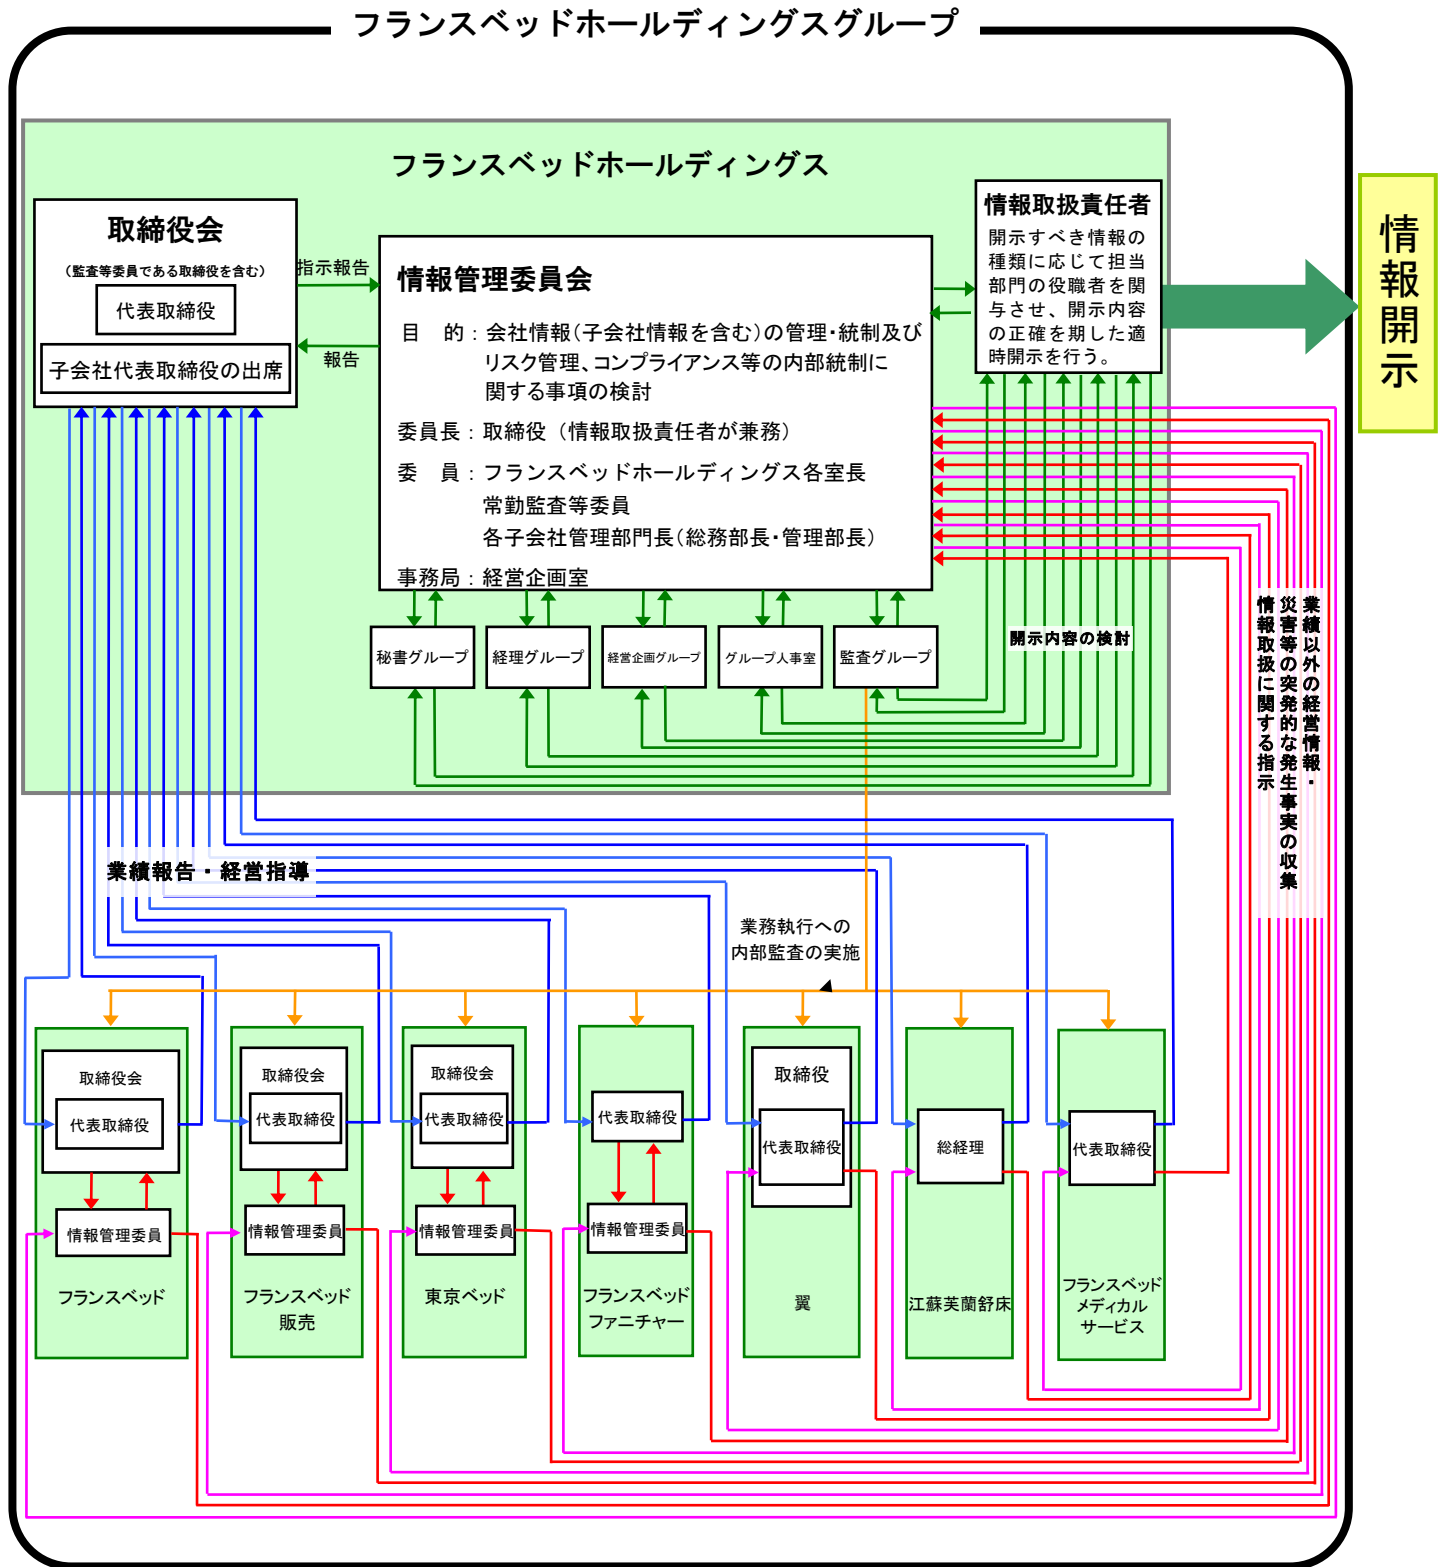 フランスベッドホールディングスグループ
フランスベッドホールディングス
取締役会
（監査等委員である取締役を含む）
代表取締役
子会社代表取締役の出席
指示報告
報告
情報管理委員会
目　的：会社情報（子会社情報を含む）の管理・統制及び
リスク管理、コンプライアンス等の内部統制に
関する事項の検討
委員長：取締役（情報取扱責任者が兼務）
委　員：フランスベッドホールディングス各室長
常勤監査等委員
各子会社管理部門長（総務部長・管理部長）
事務局：経営企画室
情報取扱責任者
開示すべき情報の
種類に応じて担当
部門の役職者を関
与させ、開示内容
の正確を期した適
時開示を行う。
情報開示
秘書グループ
経理グループ
経営企画グループ
グループ人事室
監査グループ
開示内容の検討
業績以外の経営情報・
災害等の突発的な発生事実の収集
情報取扱に関する指示
業績報告・経営指導
業務執行への
内部監査の実施
取締役会
代表取締役
情報管理委員
フランスベッド
取締役会
代表取締役
情報管理委員
フランスベッド
販売
取締役会
代表取締役
情報管理委員
東京ベッド
代表取締役
情報管理委員
フランスベッド
ファニチャー
取締役
代表取締役
翼
総経理
江蘇芙蘭舒床
代表取締役
フランスベッド
メディカル
サービス